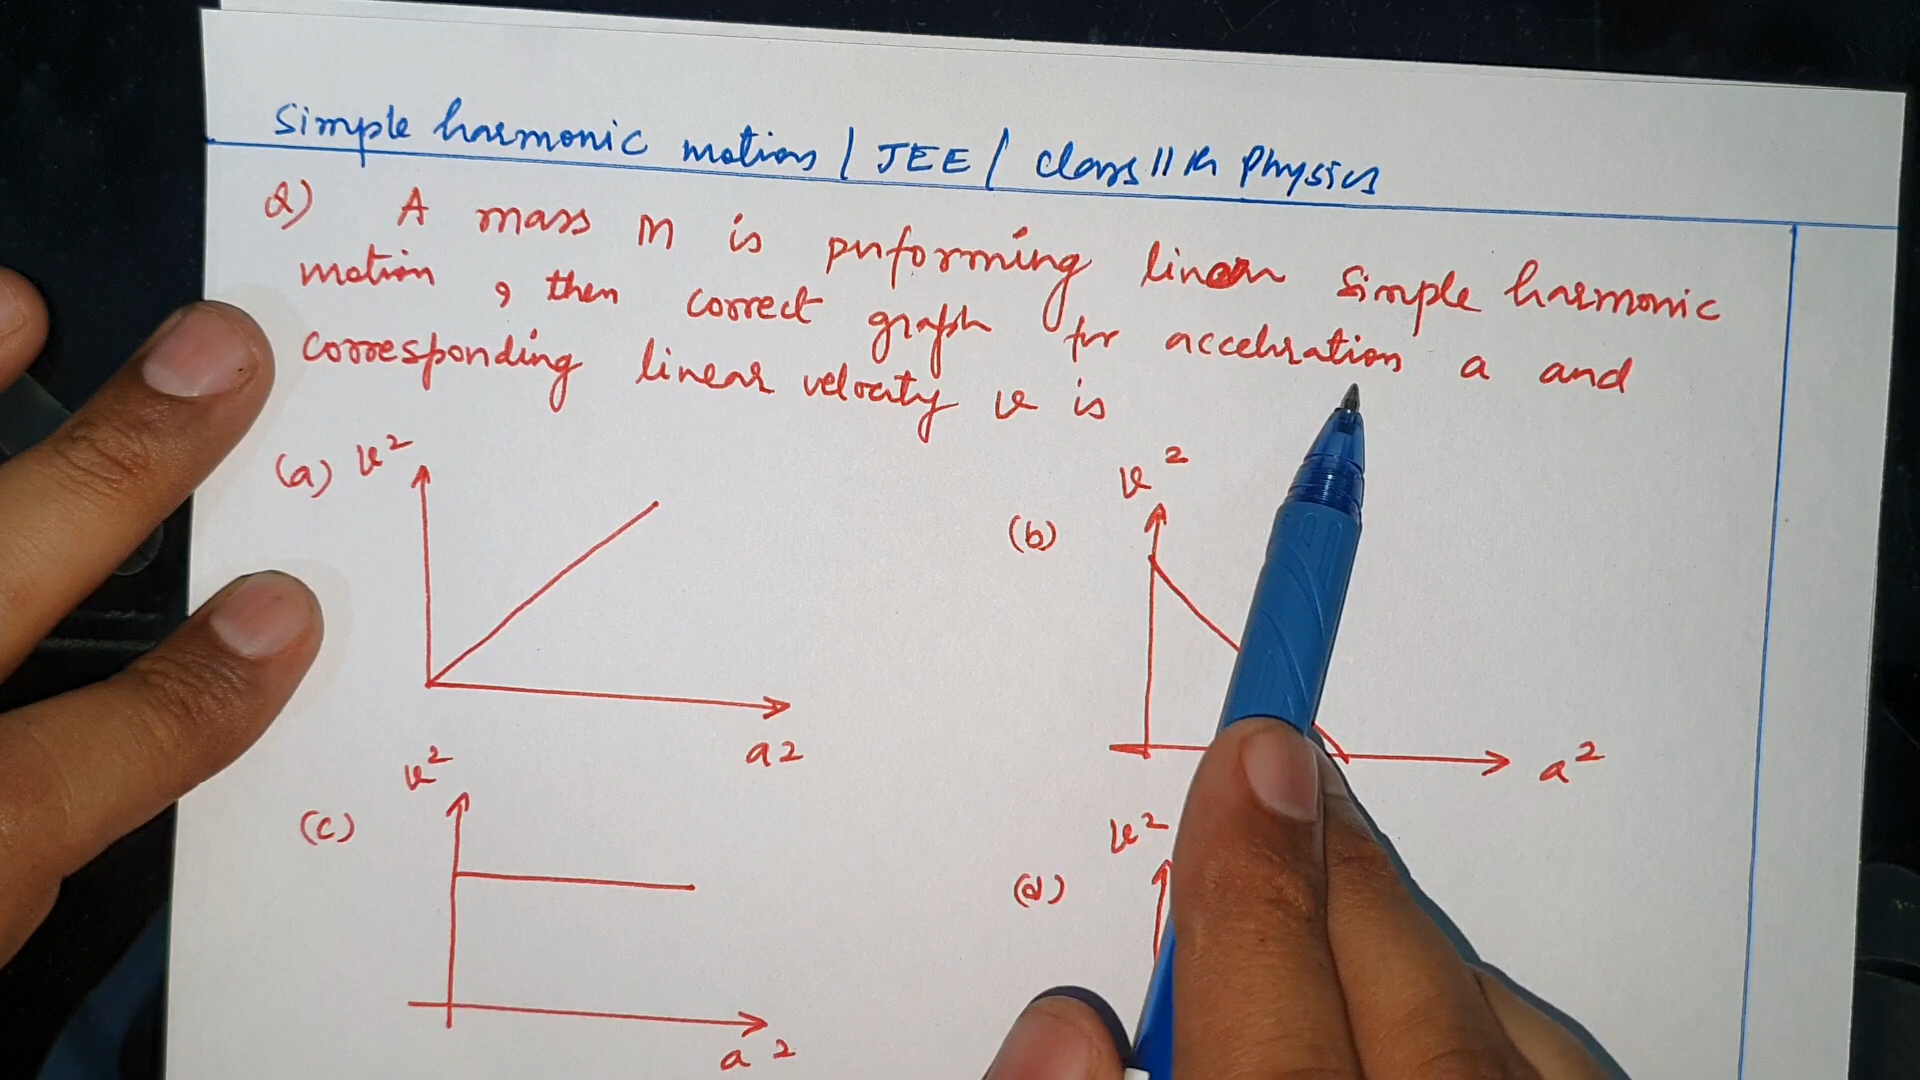 Simple harmonic motion / JEE / class 11th Physics
Q) A mass M is performing linear Simple harmonic
motion, then correct graph for acceleration a and
corresponding linear velocity v is
(a) v²
a2
(b) v²
a²
(c) v²
a²
(d) v²